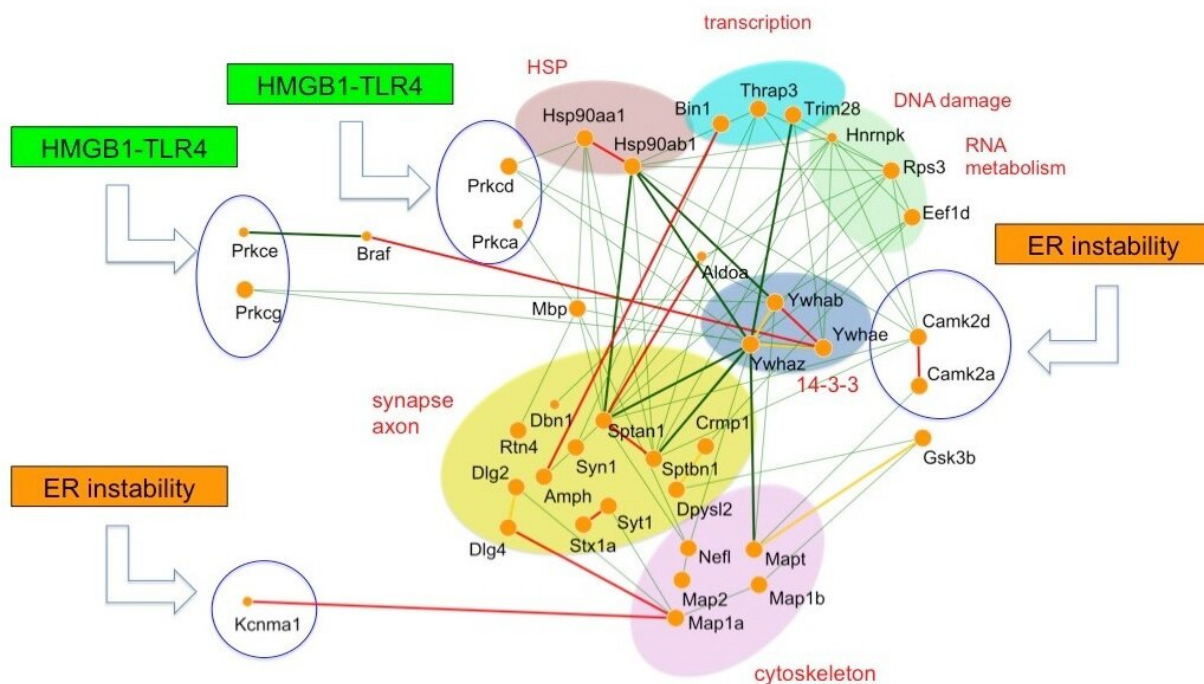 transcription
HSP
HMGB1-TLR4
Thrap3
Bin1
Trim28
DNA damage
Hsp90aa1
Hnrnpk
HMGB1-TLR4
Hsp90ab1
RNA
metabolism
Rps3
Prkcd
Eef1d
Prkca
ER instability
Prkce
Braf
Aldoa
Prkcg
Mbp
Ywhab
Ywhae
Camk2d
Ywhaz
Camk2a
14-3-3
synapse
axon
Dbn1
Sptan1
Crmp1
Rtn4
Gsk3b
Syn1
Sptbn1
Dlg2
ER instability
Amph
Dpysl2
Syt1
Stx1a
Dlg4
Nefl
Mapt
Map2
Map1b
Kcnma1
Map1a
cytoskeleton